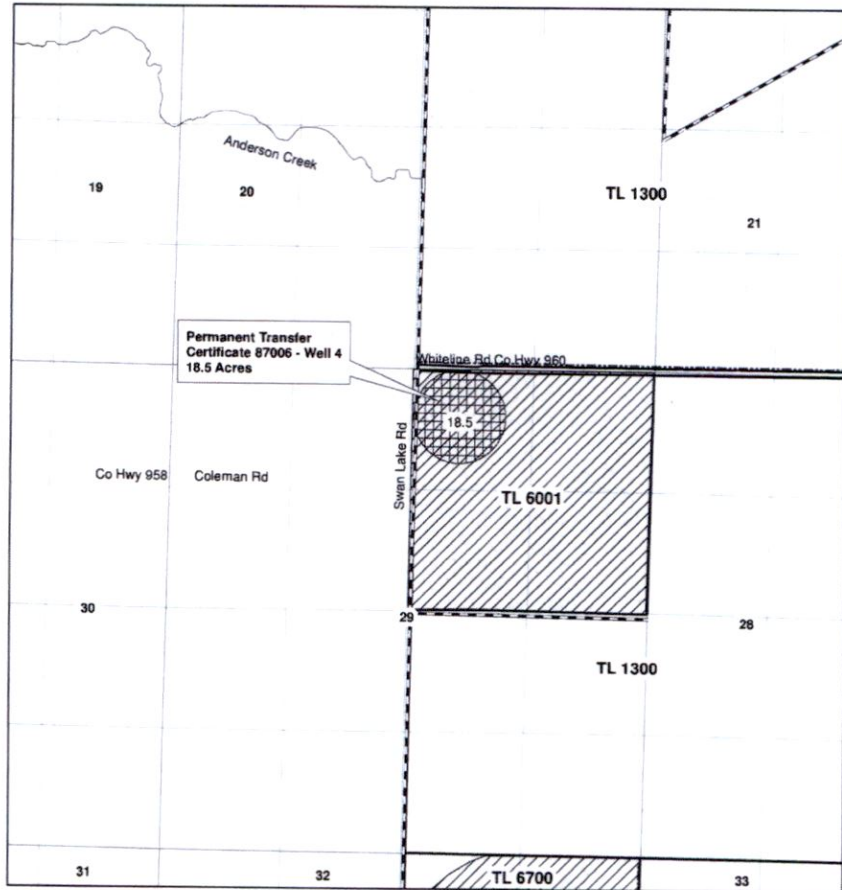 Anderson Creek
19
20
TL 1300
21
Permanent Transfer
Certificate 87006 - Well 4
18.5 Acres
Whiteline Rd Co Hwy 960
18.5
Co Hwy 958
Coleman Rd
Swan Lake Rd
TL 6001
30
29
28
TL 1300
31
32
TL 6700
33